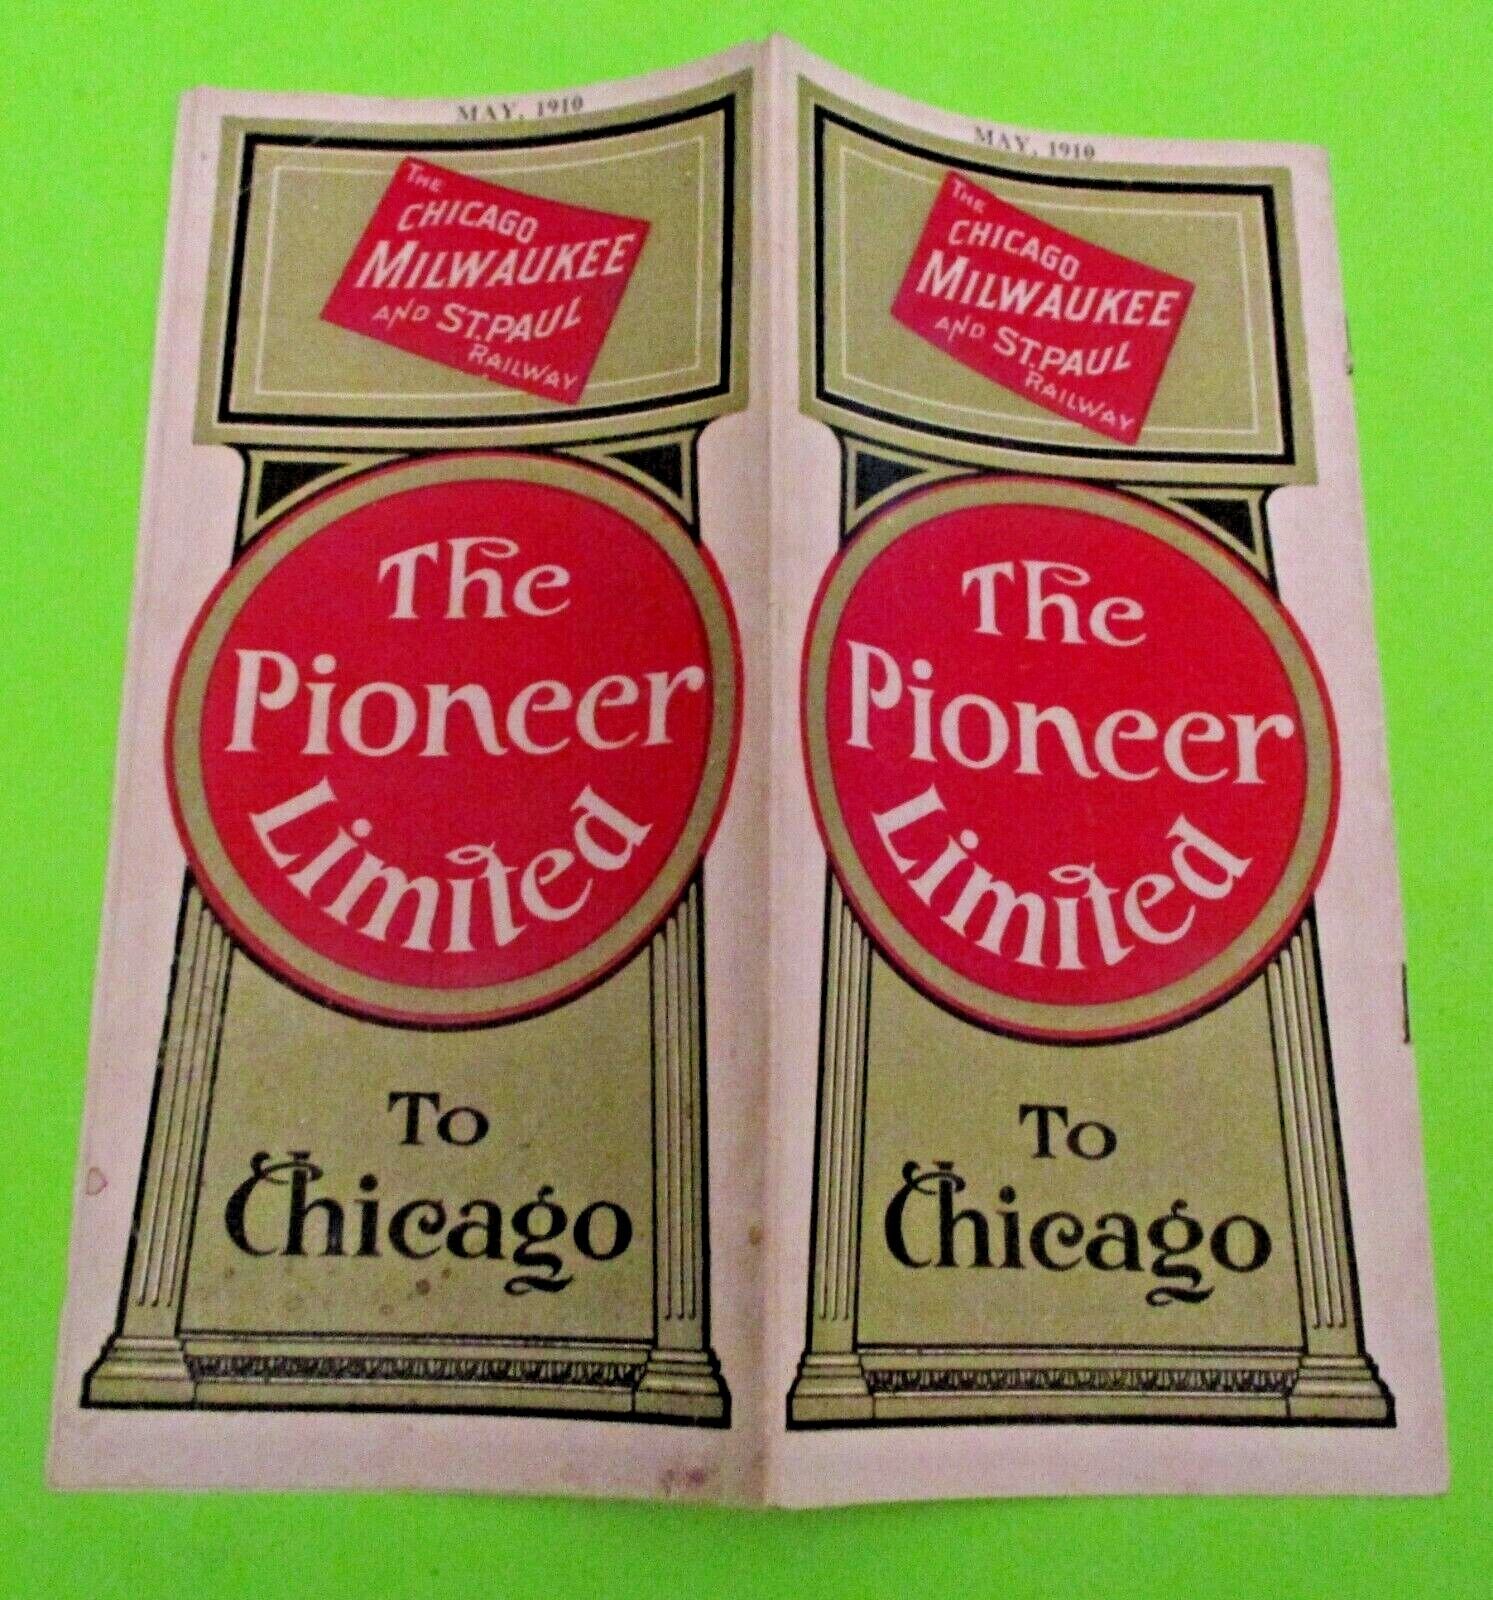 MAY, 1910
THE
CHICAGO
MILWAUKEE
AND ST. PAUL
RAILWAY
The
Pioneer
Limited
To
Chicago
MAY, 1910
THE
CHICAGO
MILWAUKEE
AND ST. PAUL
RAILWAY
The
Pioneer
Limited
To
Chicago